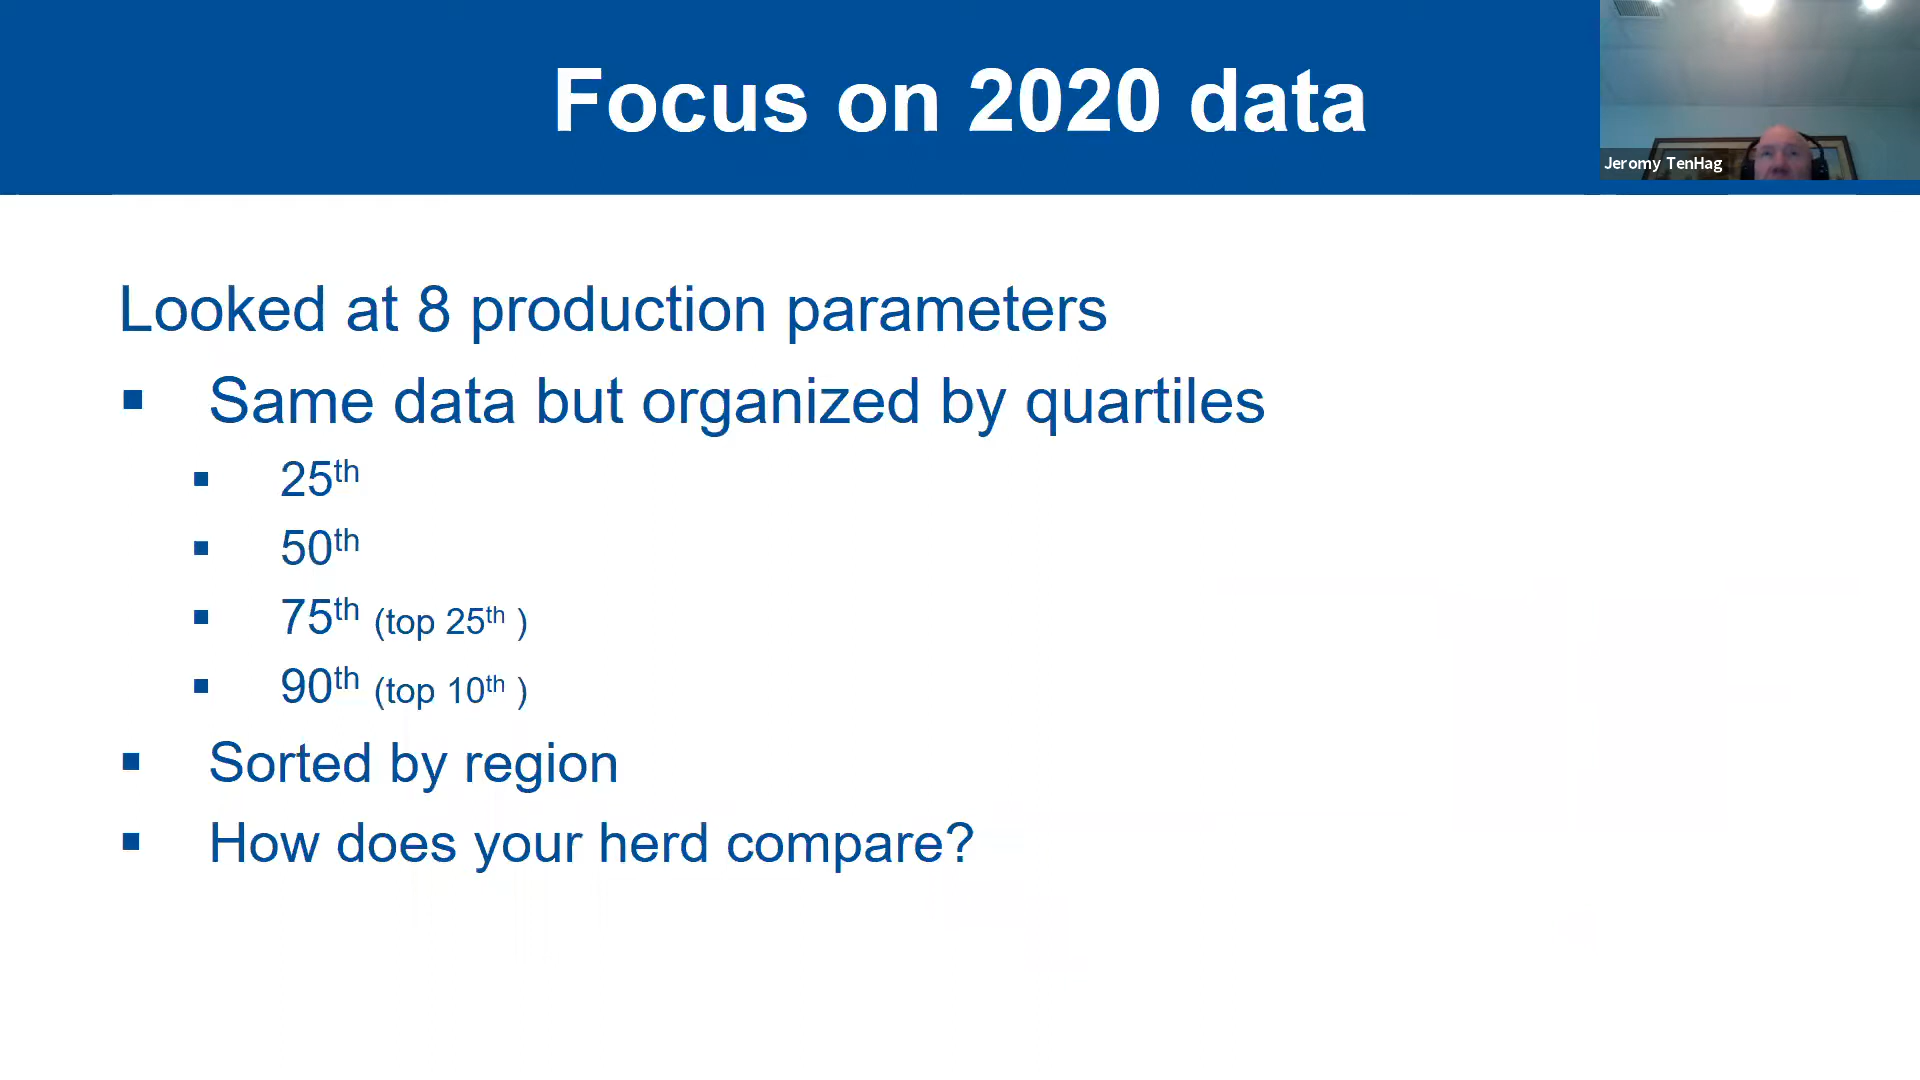 Focus on 2020 data
Jeromy TenHag
Looked at 8 production parameters
▪ Same data but organized by quartiles
▪ 25th
▪ 50th
▪ 75th (top 25th )
▪ 90th (top 10th )
▪ Sorted by region
▪ How does your herd compare?